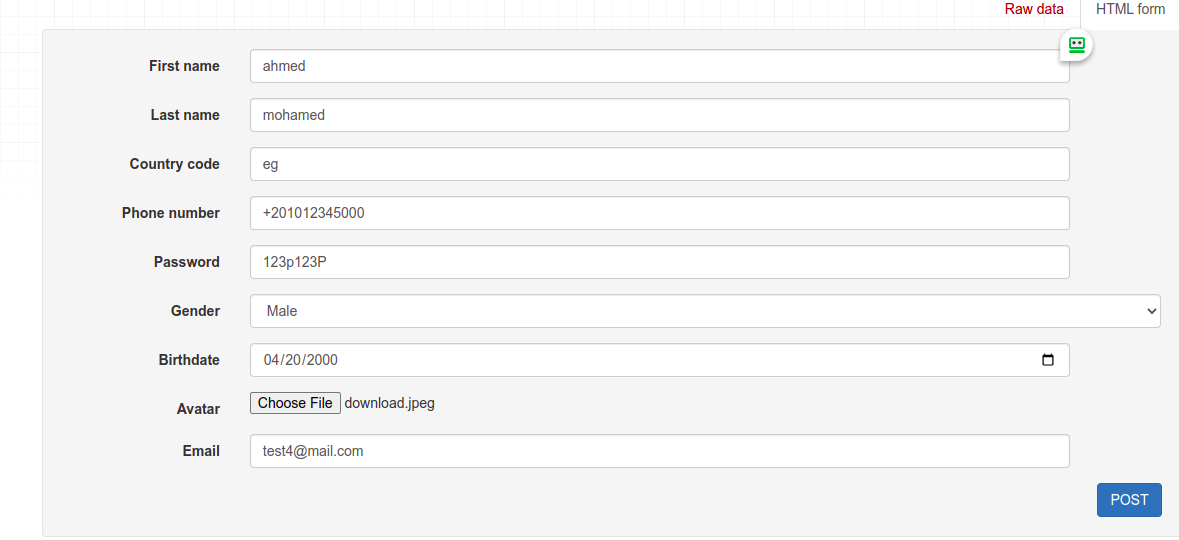 Raw data HTML form
First name ahmed
Last name mohamed
Country code eg
Phone number +201012345000
Password 123p123P
Gender Male
Birthdate 04/20/2000
Avatar Choose File download.jpeg
Email test4@mail.com
POST